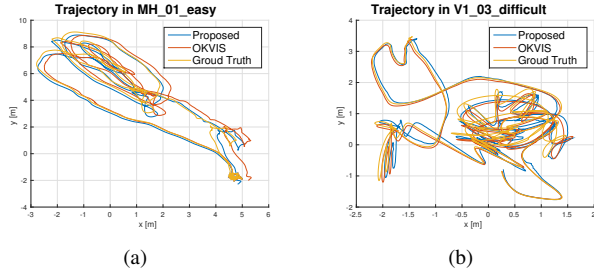 Trajectory in MH_01_easy
Proposed
OKVIS
Groud Truth
y [m]
10
8
6
4
2
0
-2
-4
-3
-2
-1
0
1
2
3
4
5
6
x [m]
(a)
Trajectory in V1_03_difficult
Proposed
OKVIS
Groud Truth
y [m]
4
3
2
1
0
-1
-2
-2.5
-2
-1.5
-1
-0.5
0
0.5
1
1.5
2
x [m]
(b)